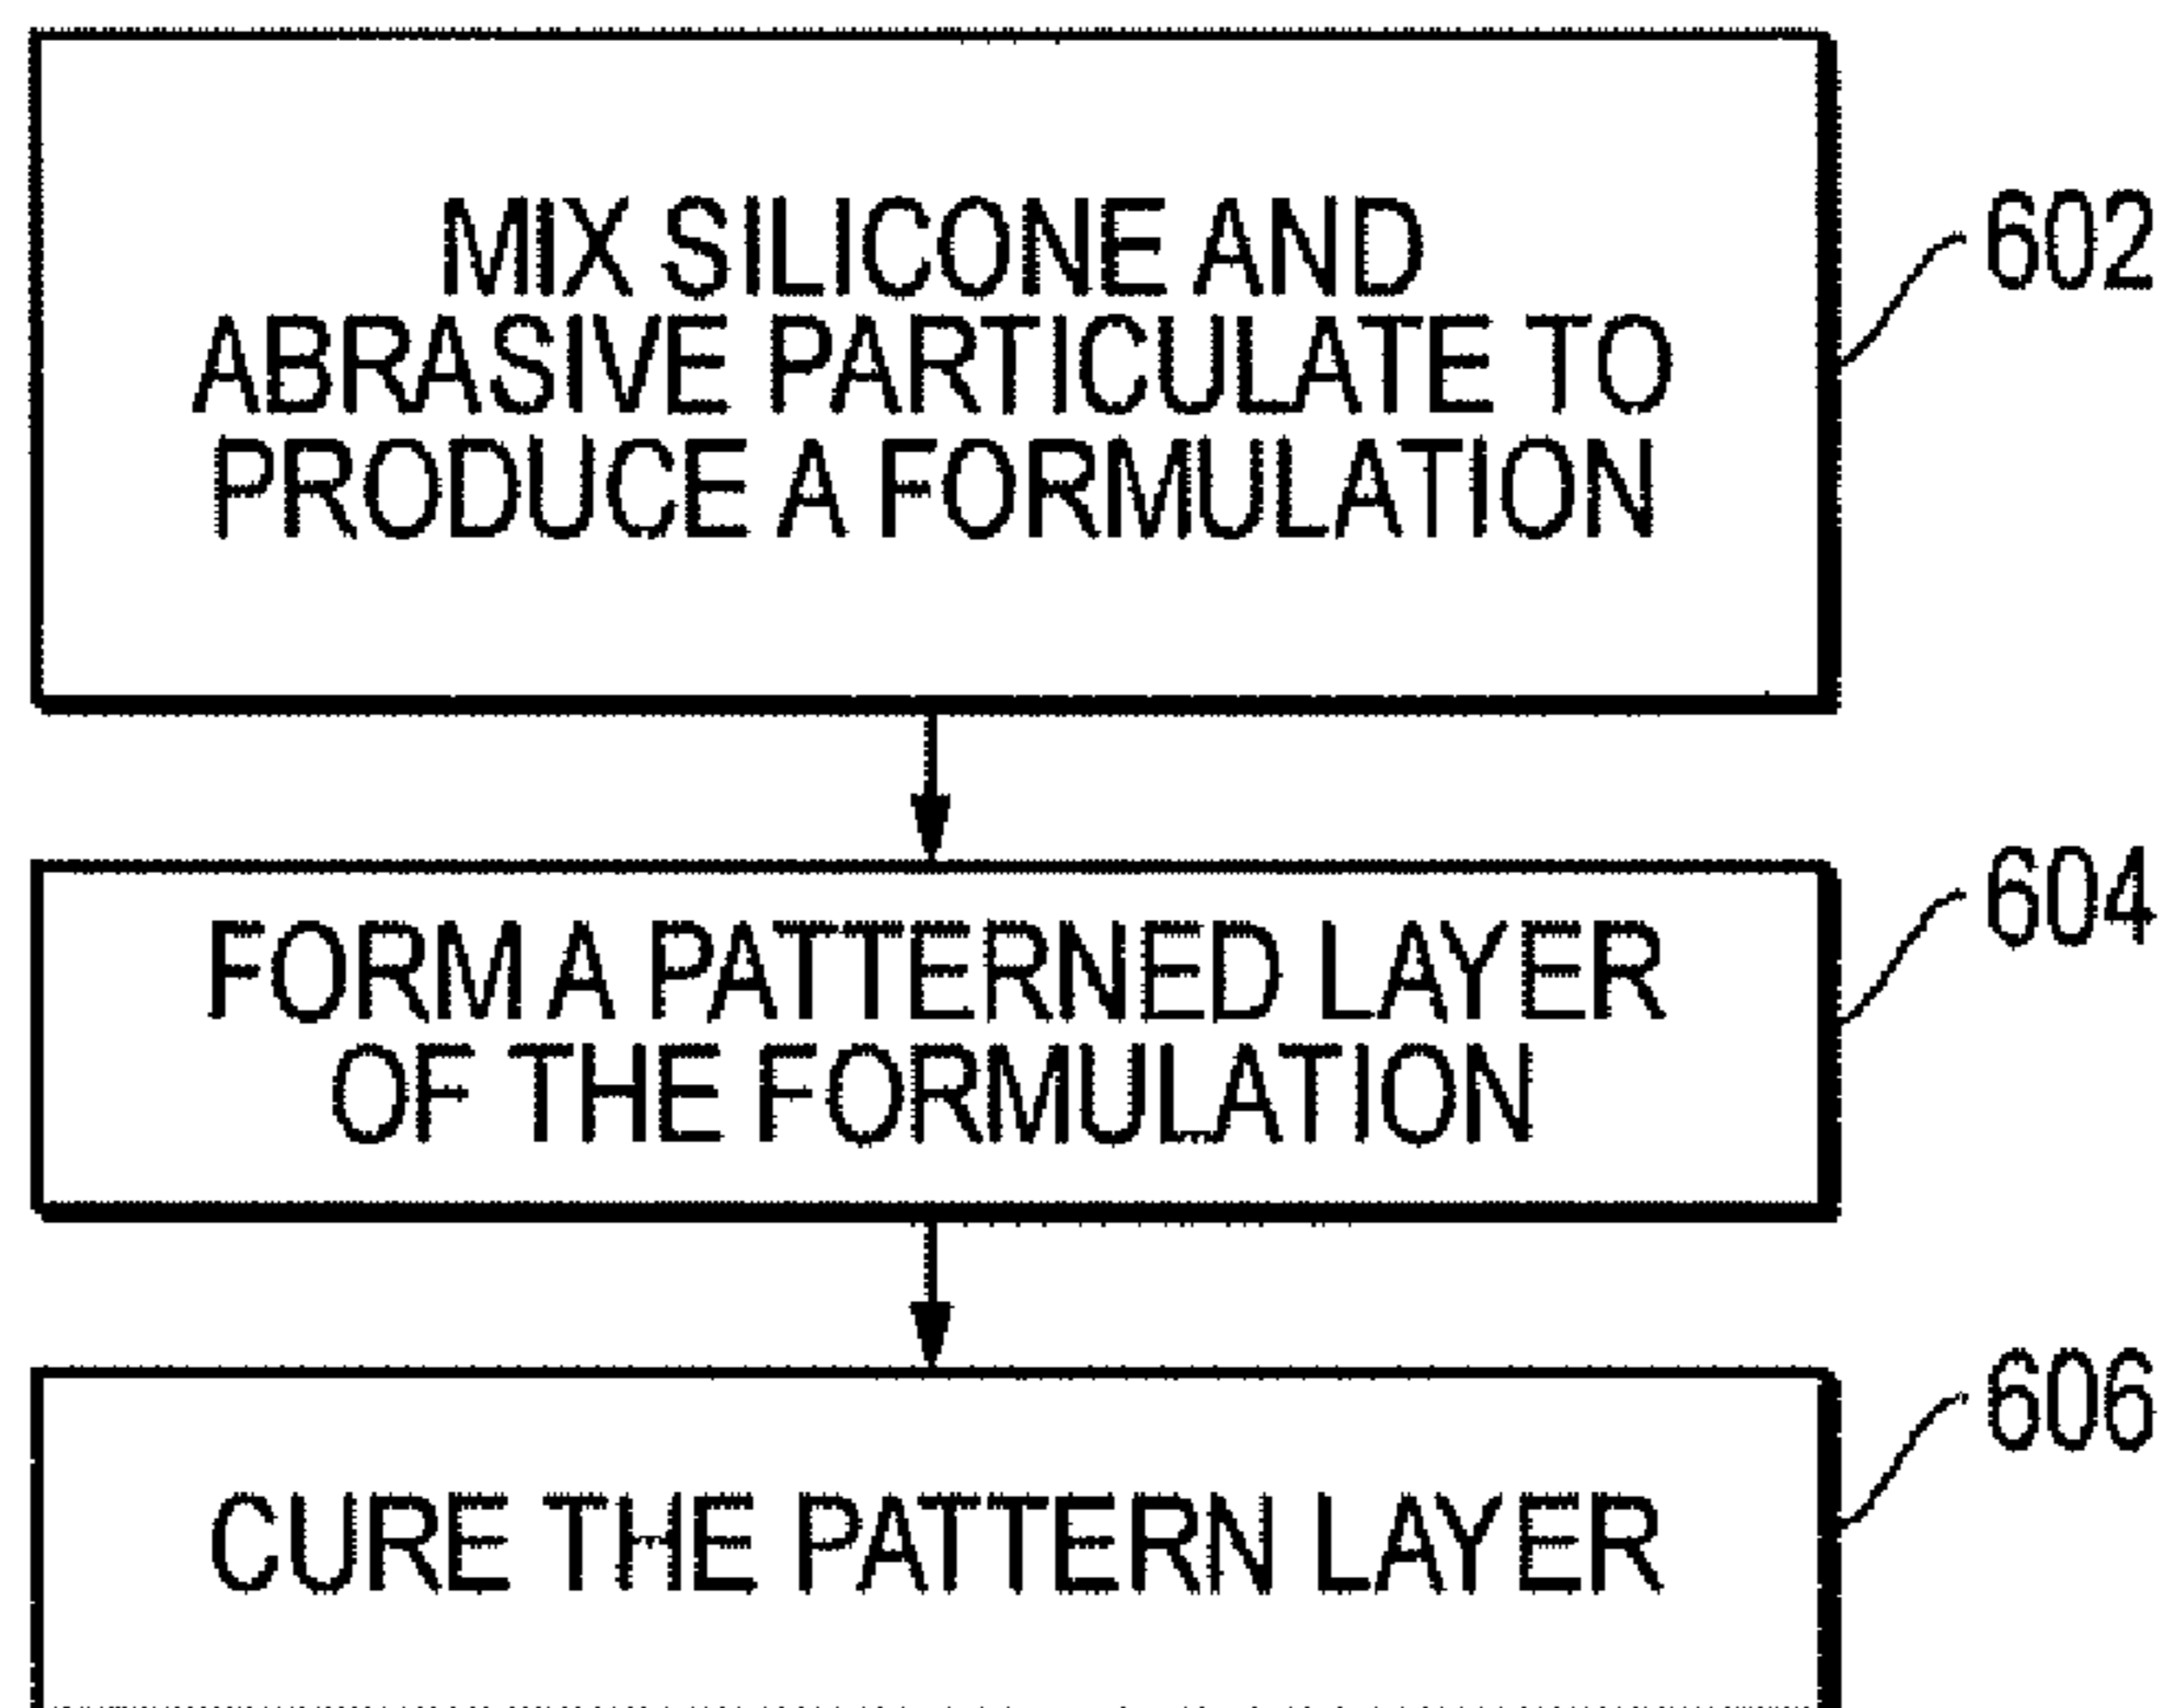 MIX SILICONE AND
ABRASIVE PARTICULATE TO
PRODUCE A FORMULATION
602
FORM A PATTERNED LAYER
OF THE FORMULATION
604
CURE THE PATTERN LAYER
606